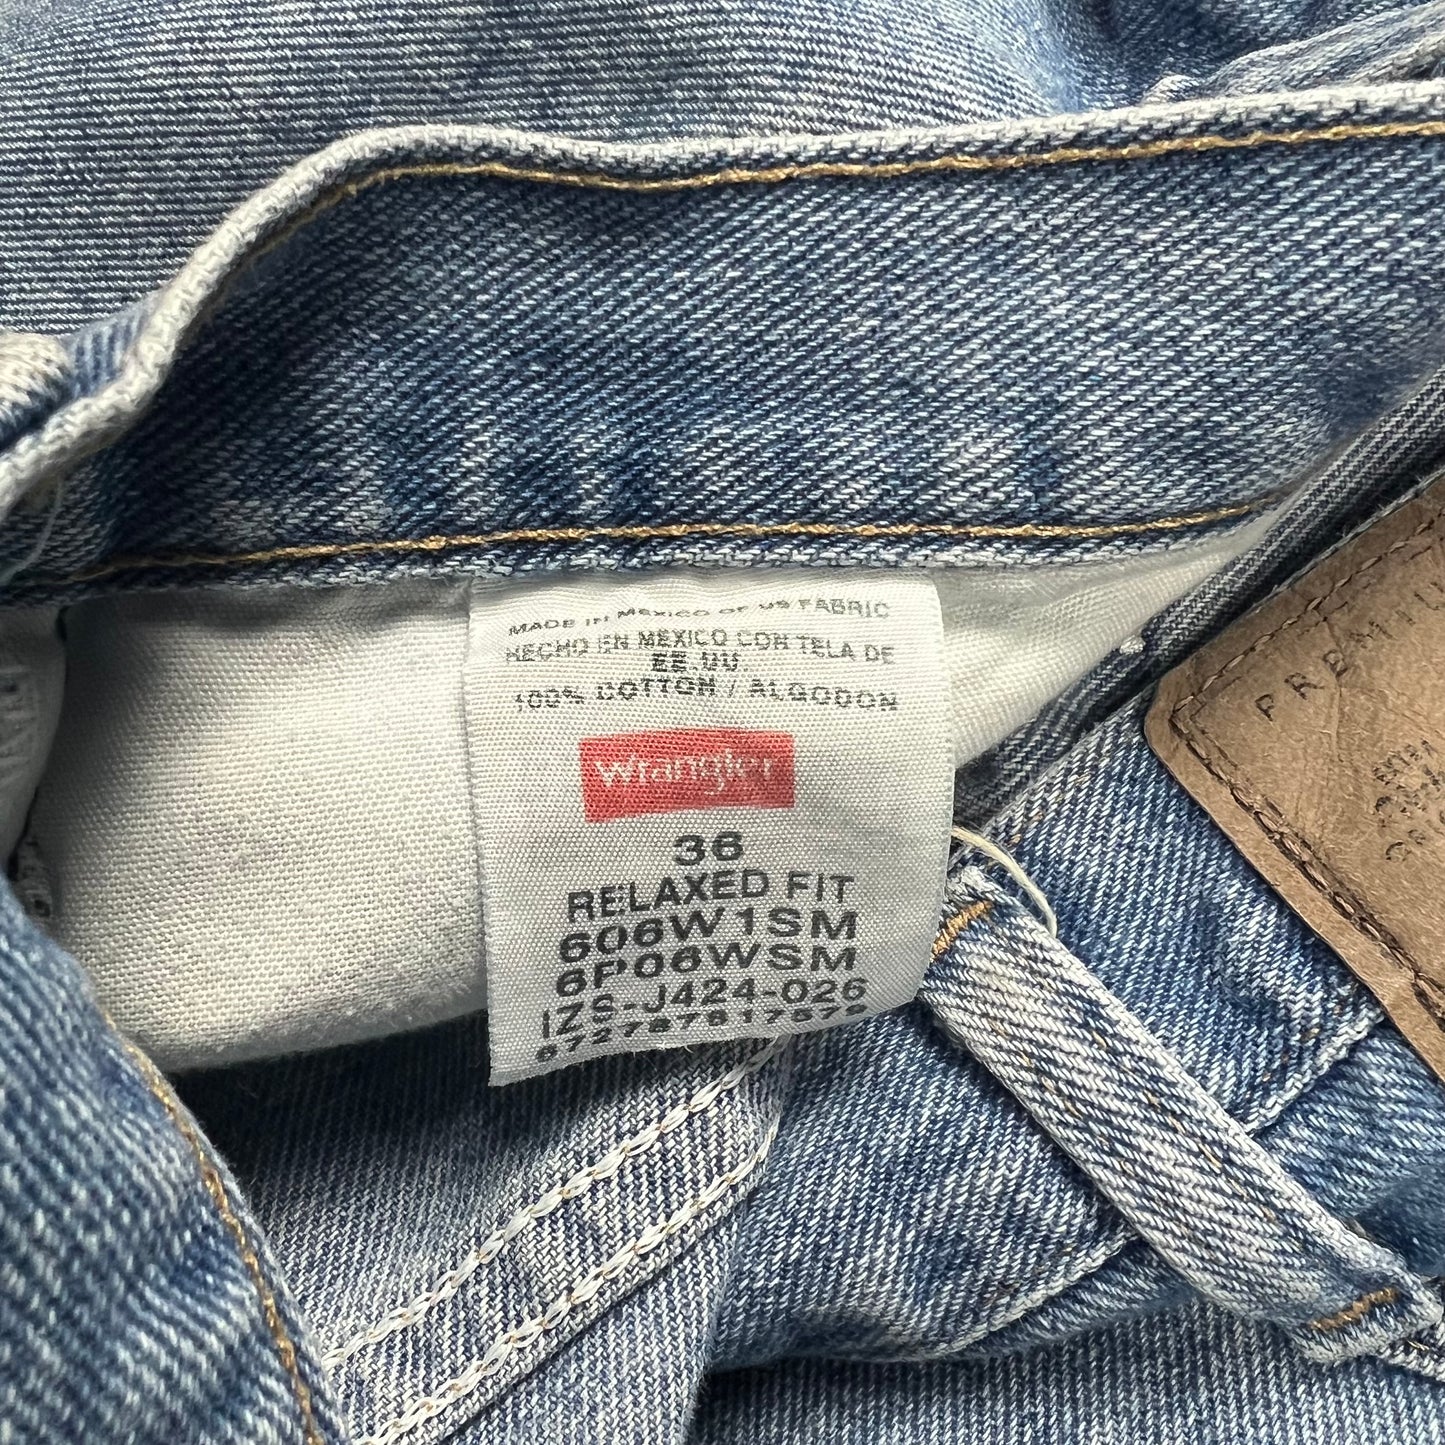 MADE IN MEXICO OF US FABRIC
HECHO EN MEXICO CON TELA DE
EE.UU.
100% COTTON / ALGODON
Wrangler
36
RELAXED FIT
606W1SM
6P06WSM
IZS-J424-026
672787817579